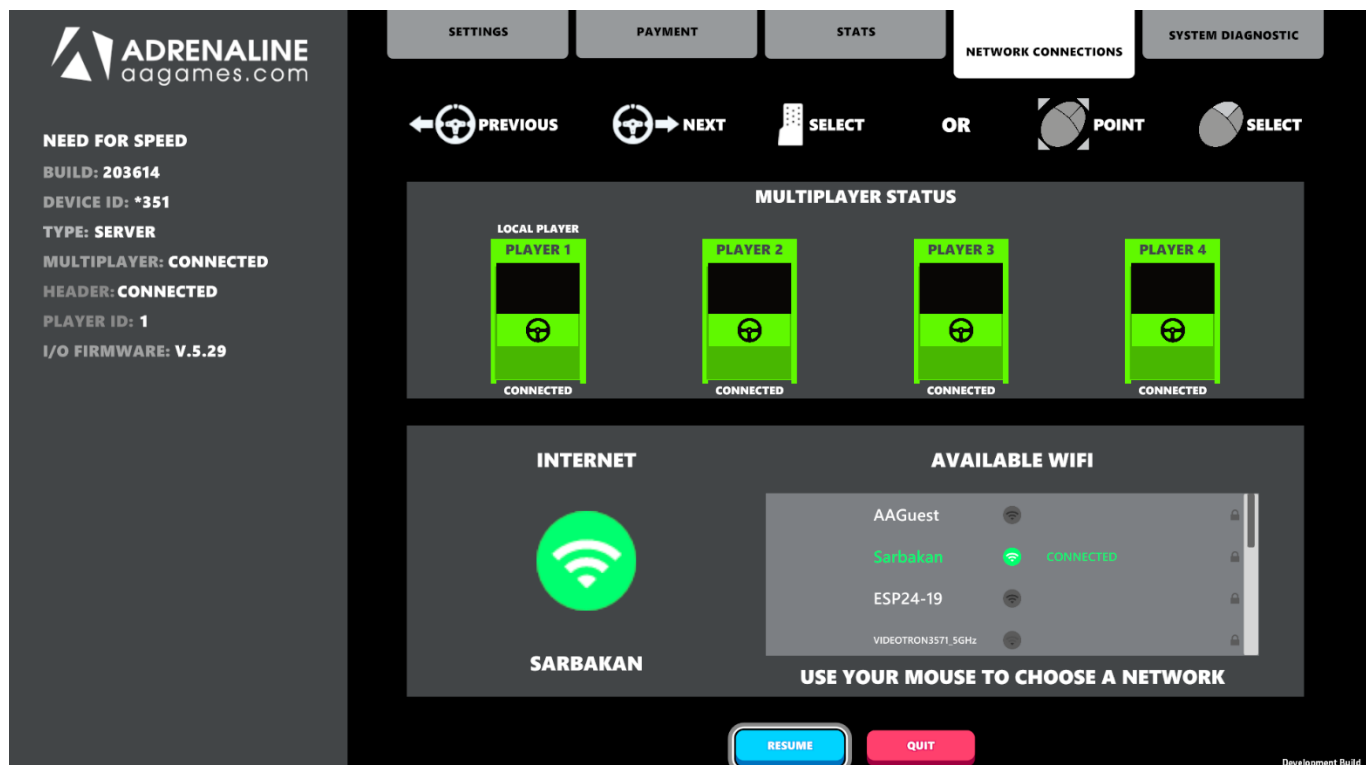 ADRENALINE
aagames.com
NEED FOR SPEED
BUILD: 203614
DEVICE ID: *351
TYPE: SERVER
MULTIPLAYER: CONNECTED
HEADER: CONNECTED
PLAYER ID: 1
I/O FIRMWARE: V.5.29
SETTINGS
PAYMENT
STATS
NETWORK CONNECTIONS
SYSTEM DIAGNOSTIC
PREVIOUS
NEXT
SELECT
OR
POINT
SELECT
MULTIPLAYER STATUS
LOCAL PLAYER
PLAYER 1
CONNECTED
PLAYER 2
CONNECTED
PLAYER 3
CONNECTED
PLAYER 4
CONNECTED
INTERNET
SARBAKAN
AVAILABLE WIFI
AAGuest
Sarbakan CONNECTED
ESP24-19
VIDEOTRON3571_5GHz
USE YOUR MOUSE TO CHOOSE A NETWORK
RESUME
QUIT
Development Build